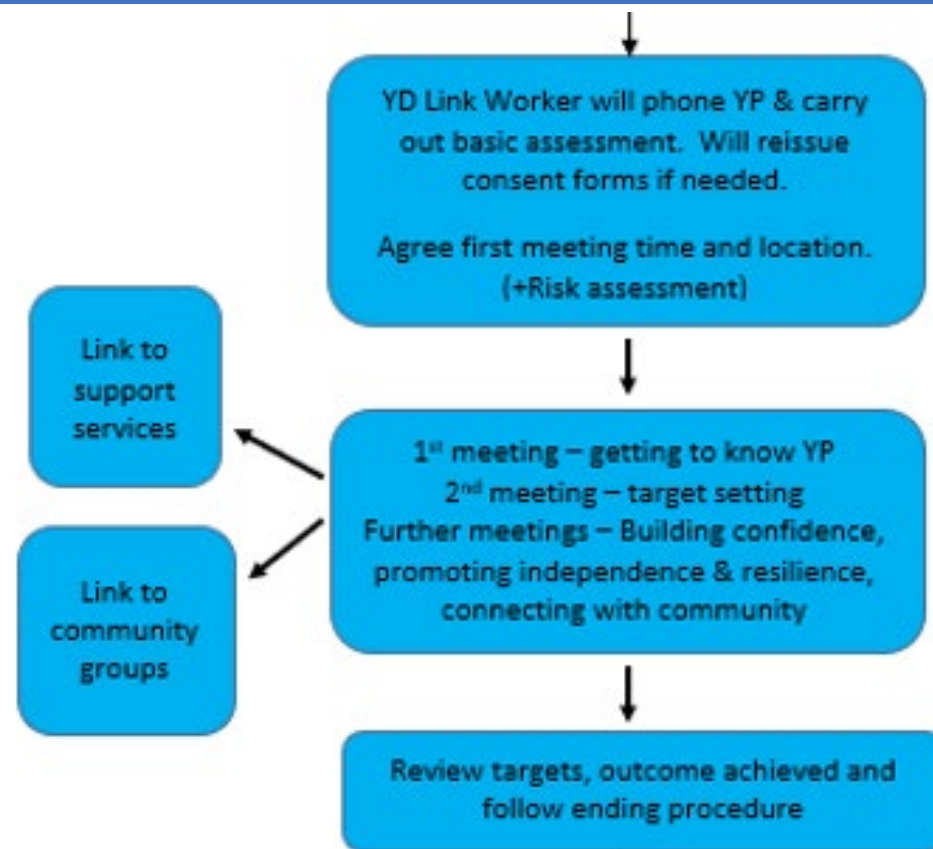 YD Link Worker will phone YP & carry
out basic assessment.  Will reissue
consent forms if needed.
Agree first meeting time and location.
(+Risk assessment)
Link to
support
services
1st meeting – getting to know YP
2nd meeting – target setting
Further meetings – Building confidence,
promoting independence & resilience,
connecting with community
Link to
community
groups
Review targets, outcome achieved and
follow ending procedure